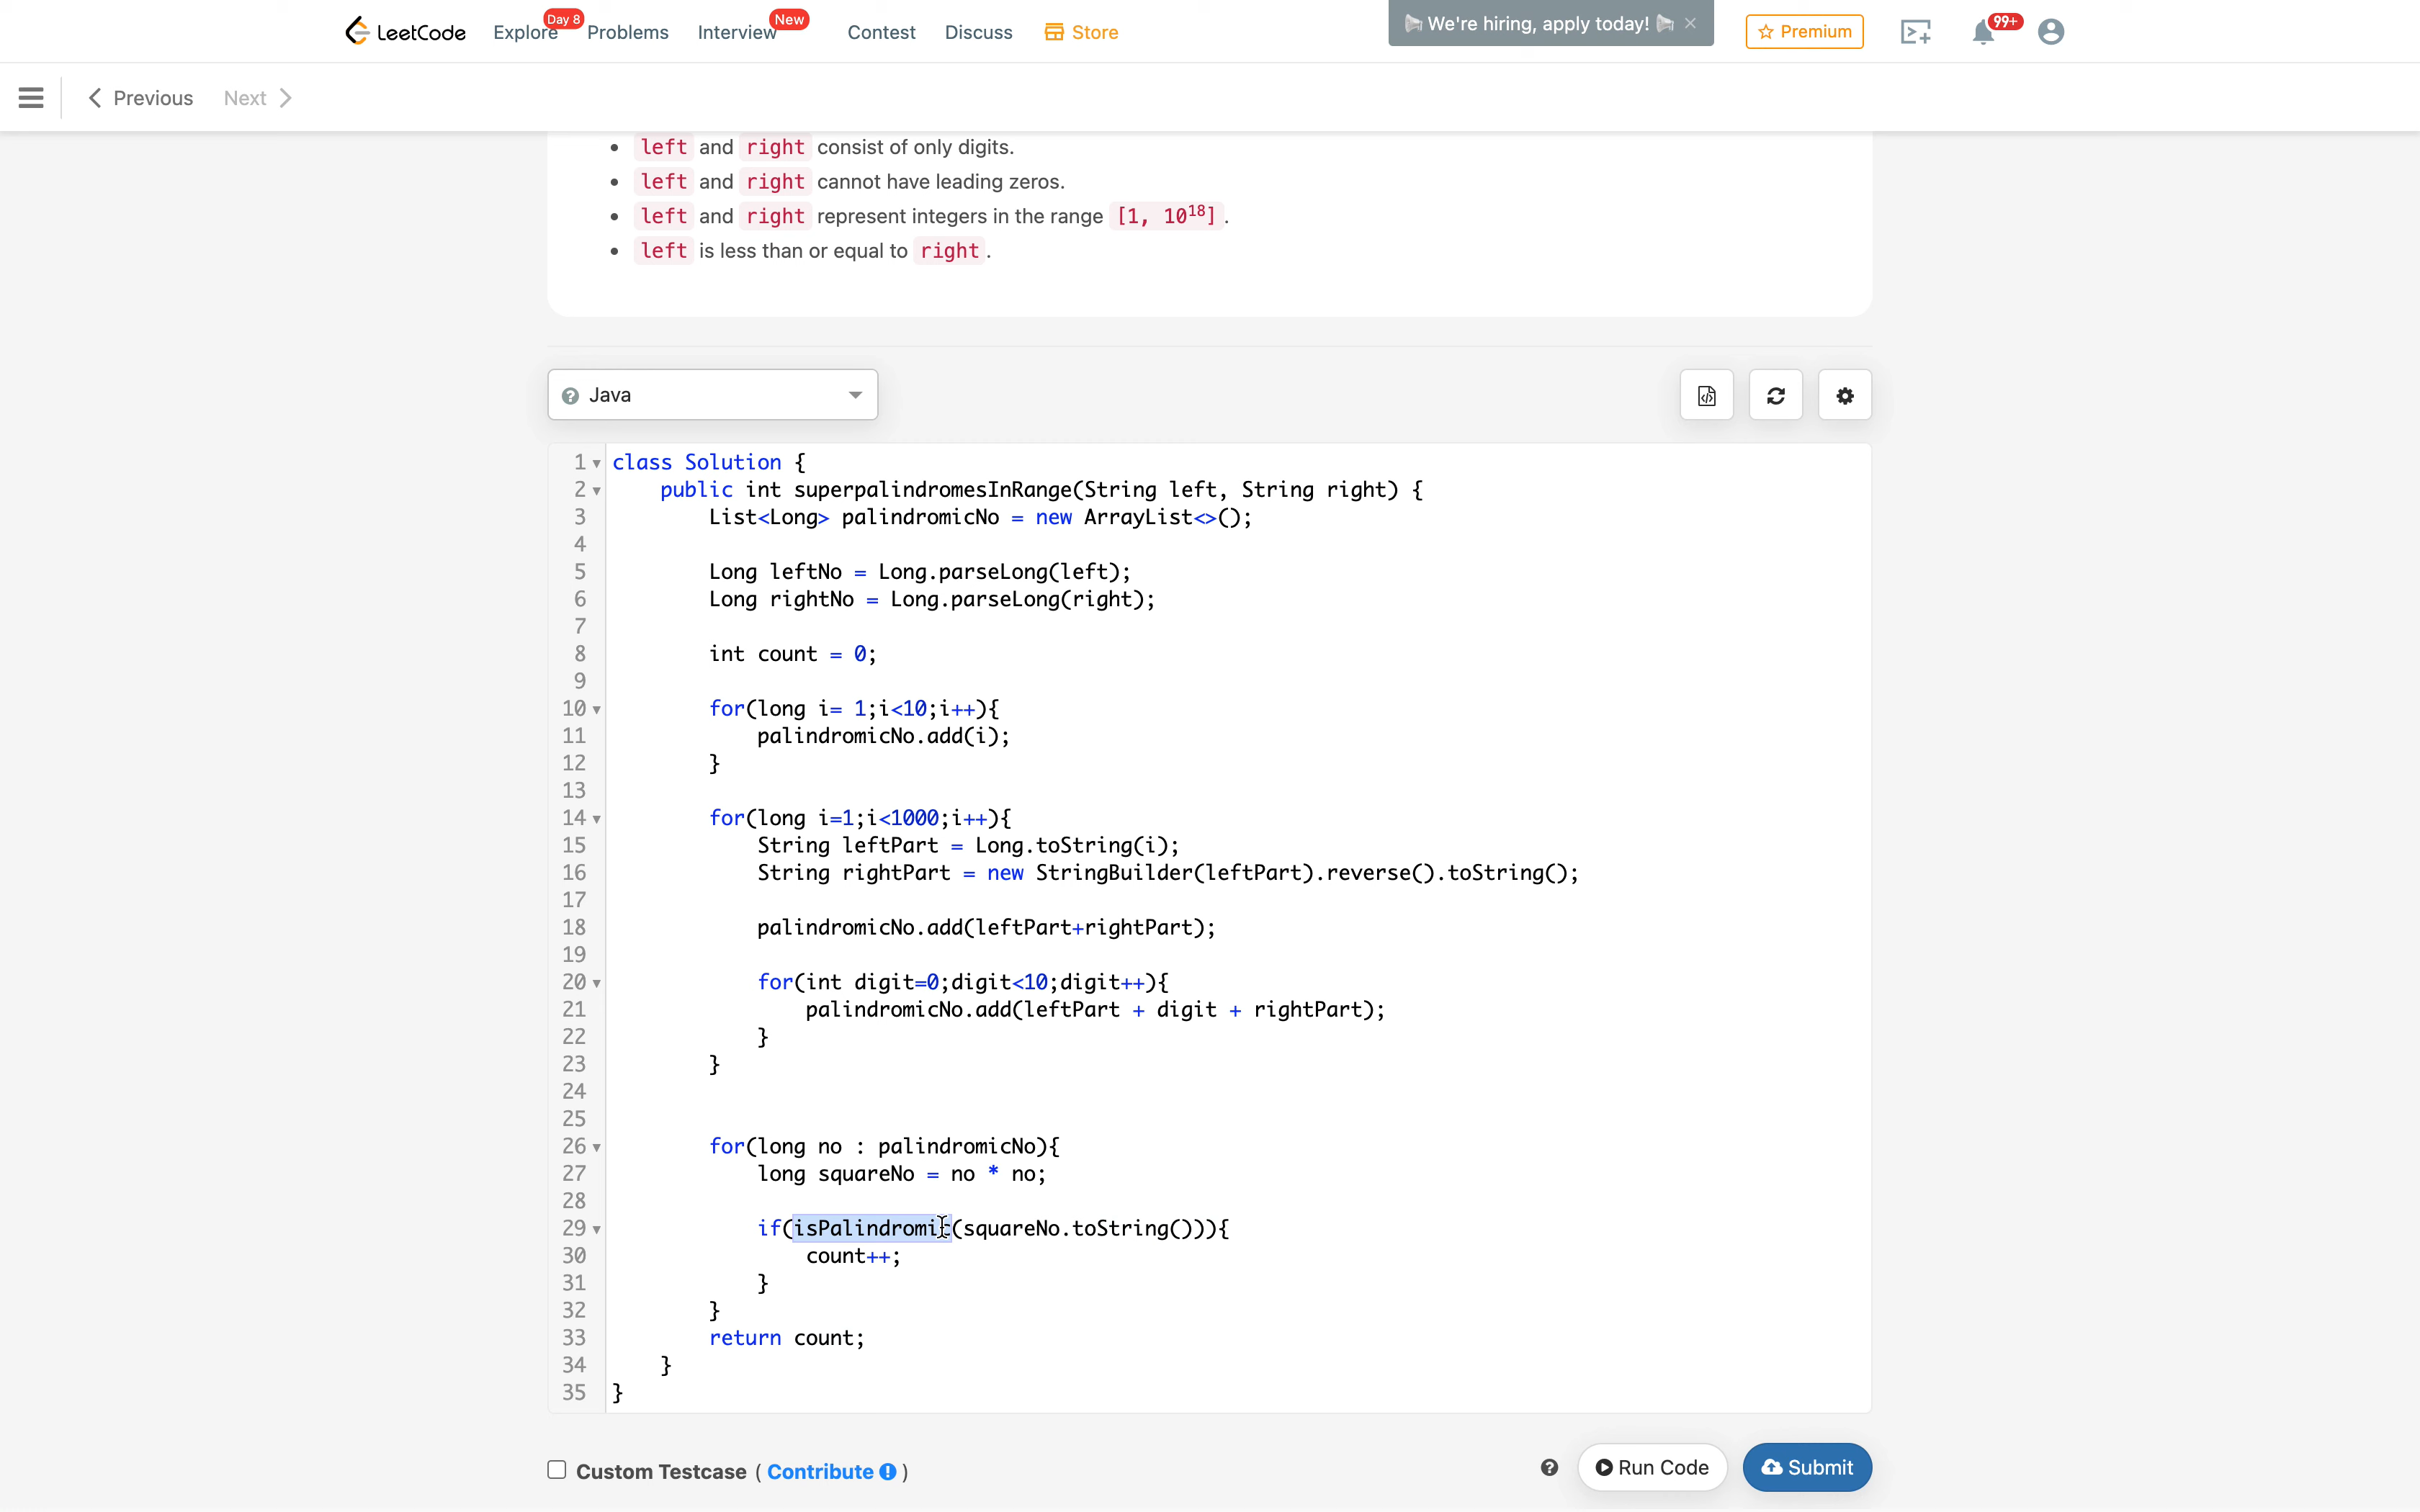 LeetCode Explore Day 8 Problems Interview New Contest Discuss Store We're hiring, apply today! × Premium 99+
Previous Next
left and right consist of only digits.
left and right cannot have leading zeros.
left and right represent integers in the range [1, 10^18].
left is less than or equal to right.
? Java
1 class Solution {
2 public int superpalindromesInRange(String left, String right) {
3 List<Long> palindromicNo = new ArrayList<>();
4
5 Long leftNo = Long.parseLong(left);
6 Long rightNo = Long.parseLong(right);
7
8 int count = 0;
9
10 for(long i= 1;i<10;i++){
11 palindromicNo.add(i);
12 }
13
14 for(long i=1;i<1000;i++){
15 String leftPart = Long.toString(i);
16 String rightPart = new StringBuilder(leftPart).reverse().toString();
17
18 palindromicNo.add(leftPart+rightPart);
19
20 for(int digit=0;digit<10;digit++){
21 palindromicNo.add(leftPart + digit + rightPart);
22 }
23 }
24
25
26 for(long no : palindromicNo){
27 long squareNo = no * no;
28
29 if(isPalindromic(squareNo.toString())){
30 count++;
31 }
32 }
33 return count;
34 }
35 }
Custom Testcase ( Contribute ! ) ? Run Code Submit